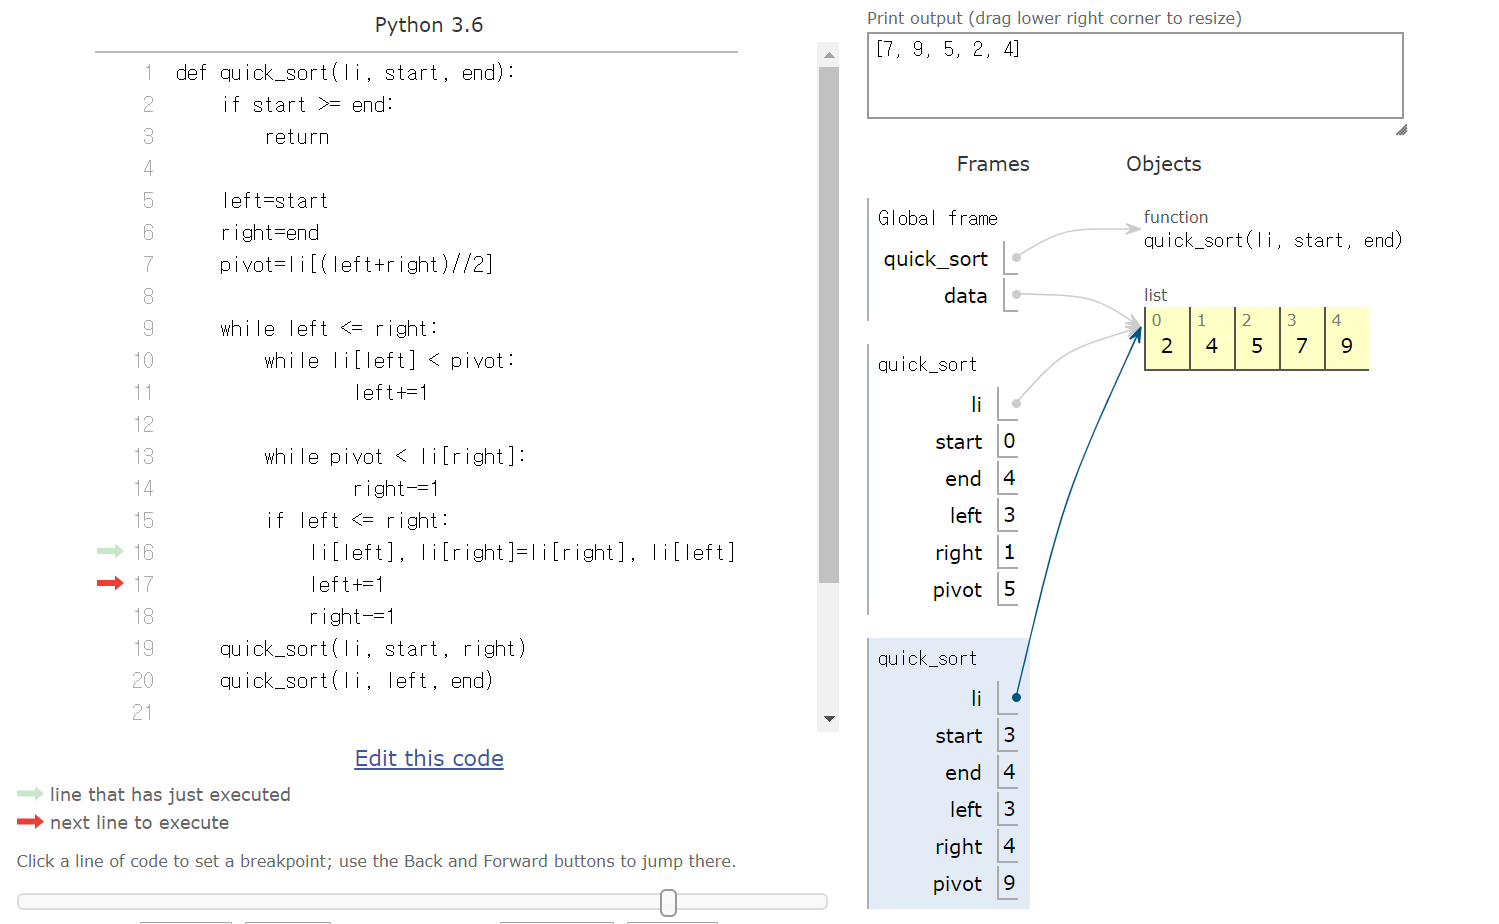 Python 3.6
1 def quick_sort(li, start, end):
2 if start >= end:
3 return
4
5 left=start
6 right=end
7 pivot=li[(left+right)//2]
8
9 while left <= right:
10 while li[left] < pivot:
11 left+=1
12
13 while pivot < li[right]:
14 right-=1
15 if left <= right:
16 li[left], li[right]=li[right], li[left]
17 left+=1
18 right-=1
19 quick_sort(li, start, right)
20 quick_sort(li, left, end)
21
Edit this code
line that has just executed
next line to execute
Click a line of code to set a breakpoint; use the Back and Forward buttons to jump there.
Print output (drag lower right corner to resize)
[7, 9, 5, 2, 4]
Frames Objects
Global frame
quick_sort
data
function
quick_sort(li, start, end)
list
0 1 2 3 4
2 4 5 7 9
quick_sort
li
start 0
end 4
left 3
right 1
pivot 5
quick_sort
li
start 3
end 4
left 3
right 4
pivot 9